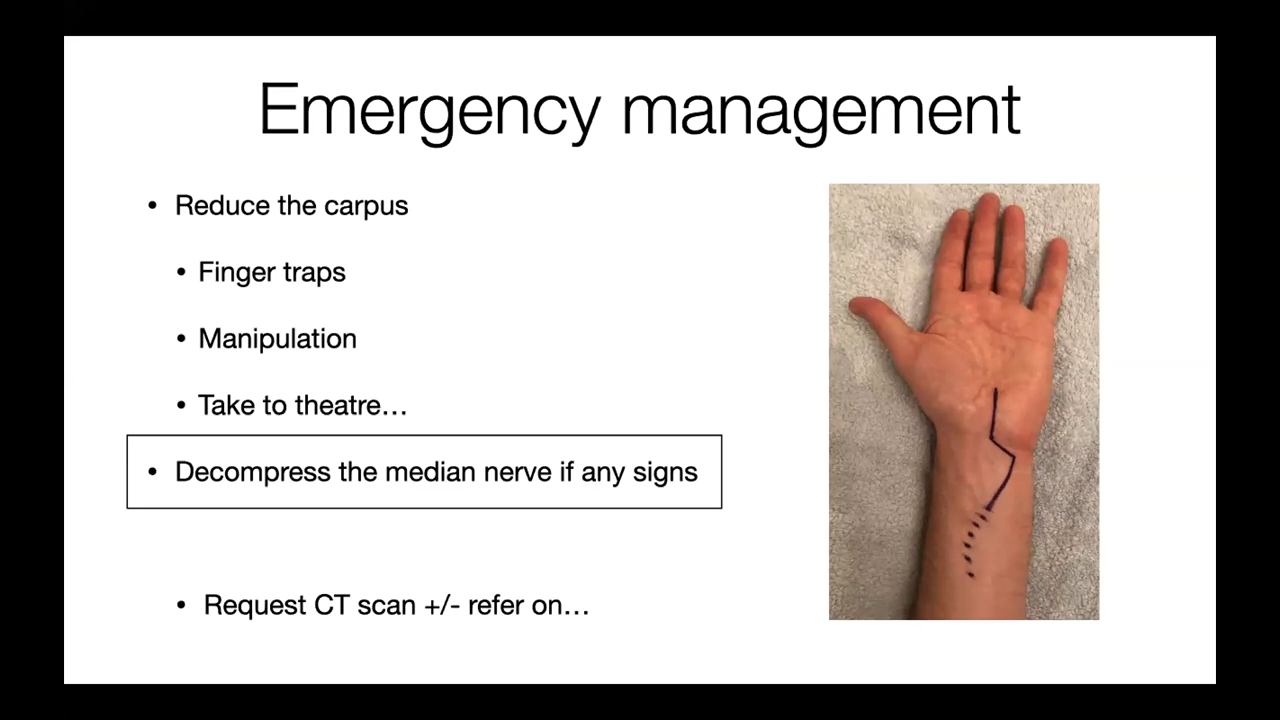 Emergency management
• Reduce the carpus
• Finger traps
• Manipulation
• Take to theatre…
• Decompress the median nerve if any signs
• Request CT scan +/- refer on…